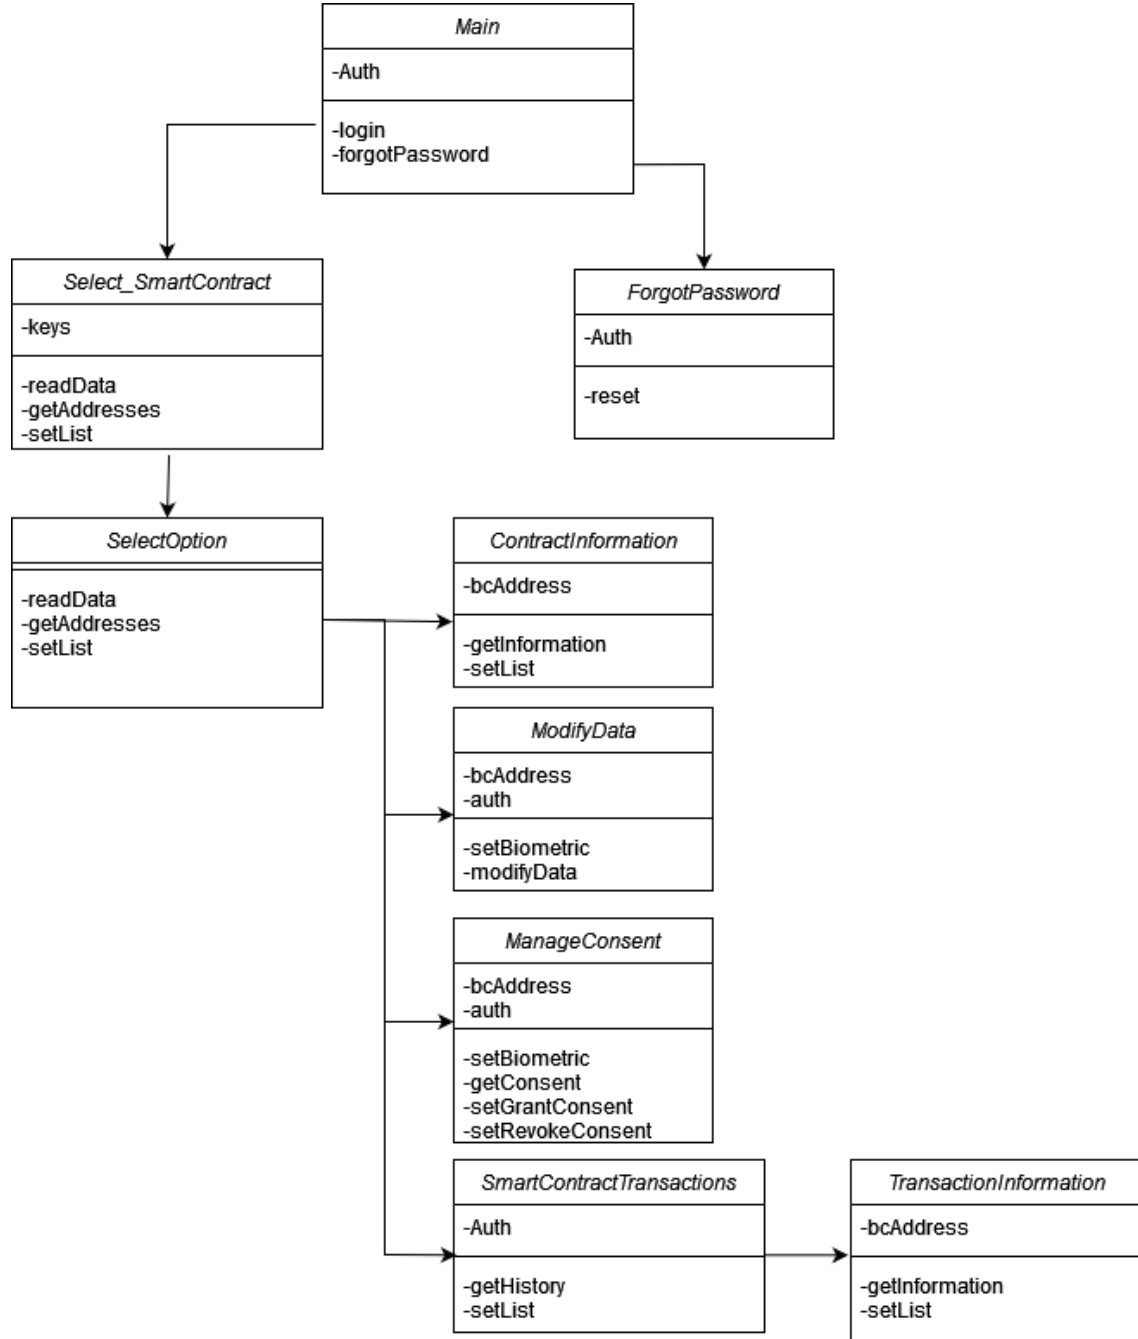 Main
-Auth
-login
-forgotPassword
Select_SmartContract
-keys
-readData
-getAddresses
-setList
ForgotPassword
-Auth
-reset
SelectOption
-readData
-getAddresses
-setList
ContractInformation
-bcAddress
-getInformation
-setList
ModifyData
-bcAddress
-auth
-setBiometric
-modifyData
ManageConsent
-bcAddress
-auth
-setBiometric
-getConsent
-setGrantConsent
-setRevokeConsent
SmartContractTransactions
-Auth
-getHistory
-setList
TransactionInformation
-bcAddress
-getInformation
-setList